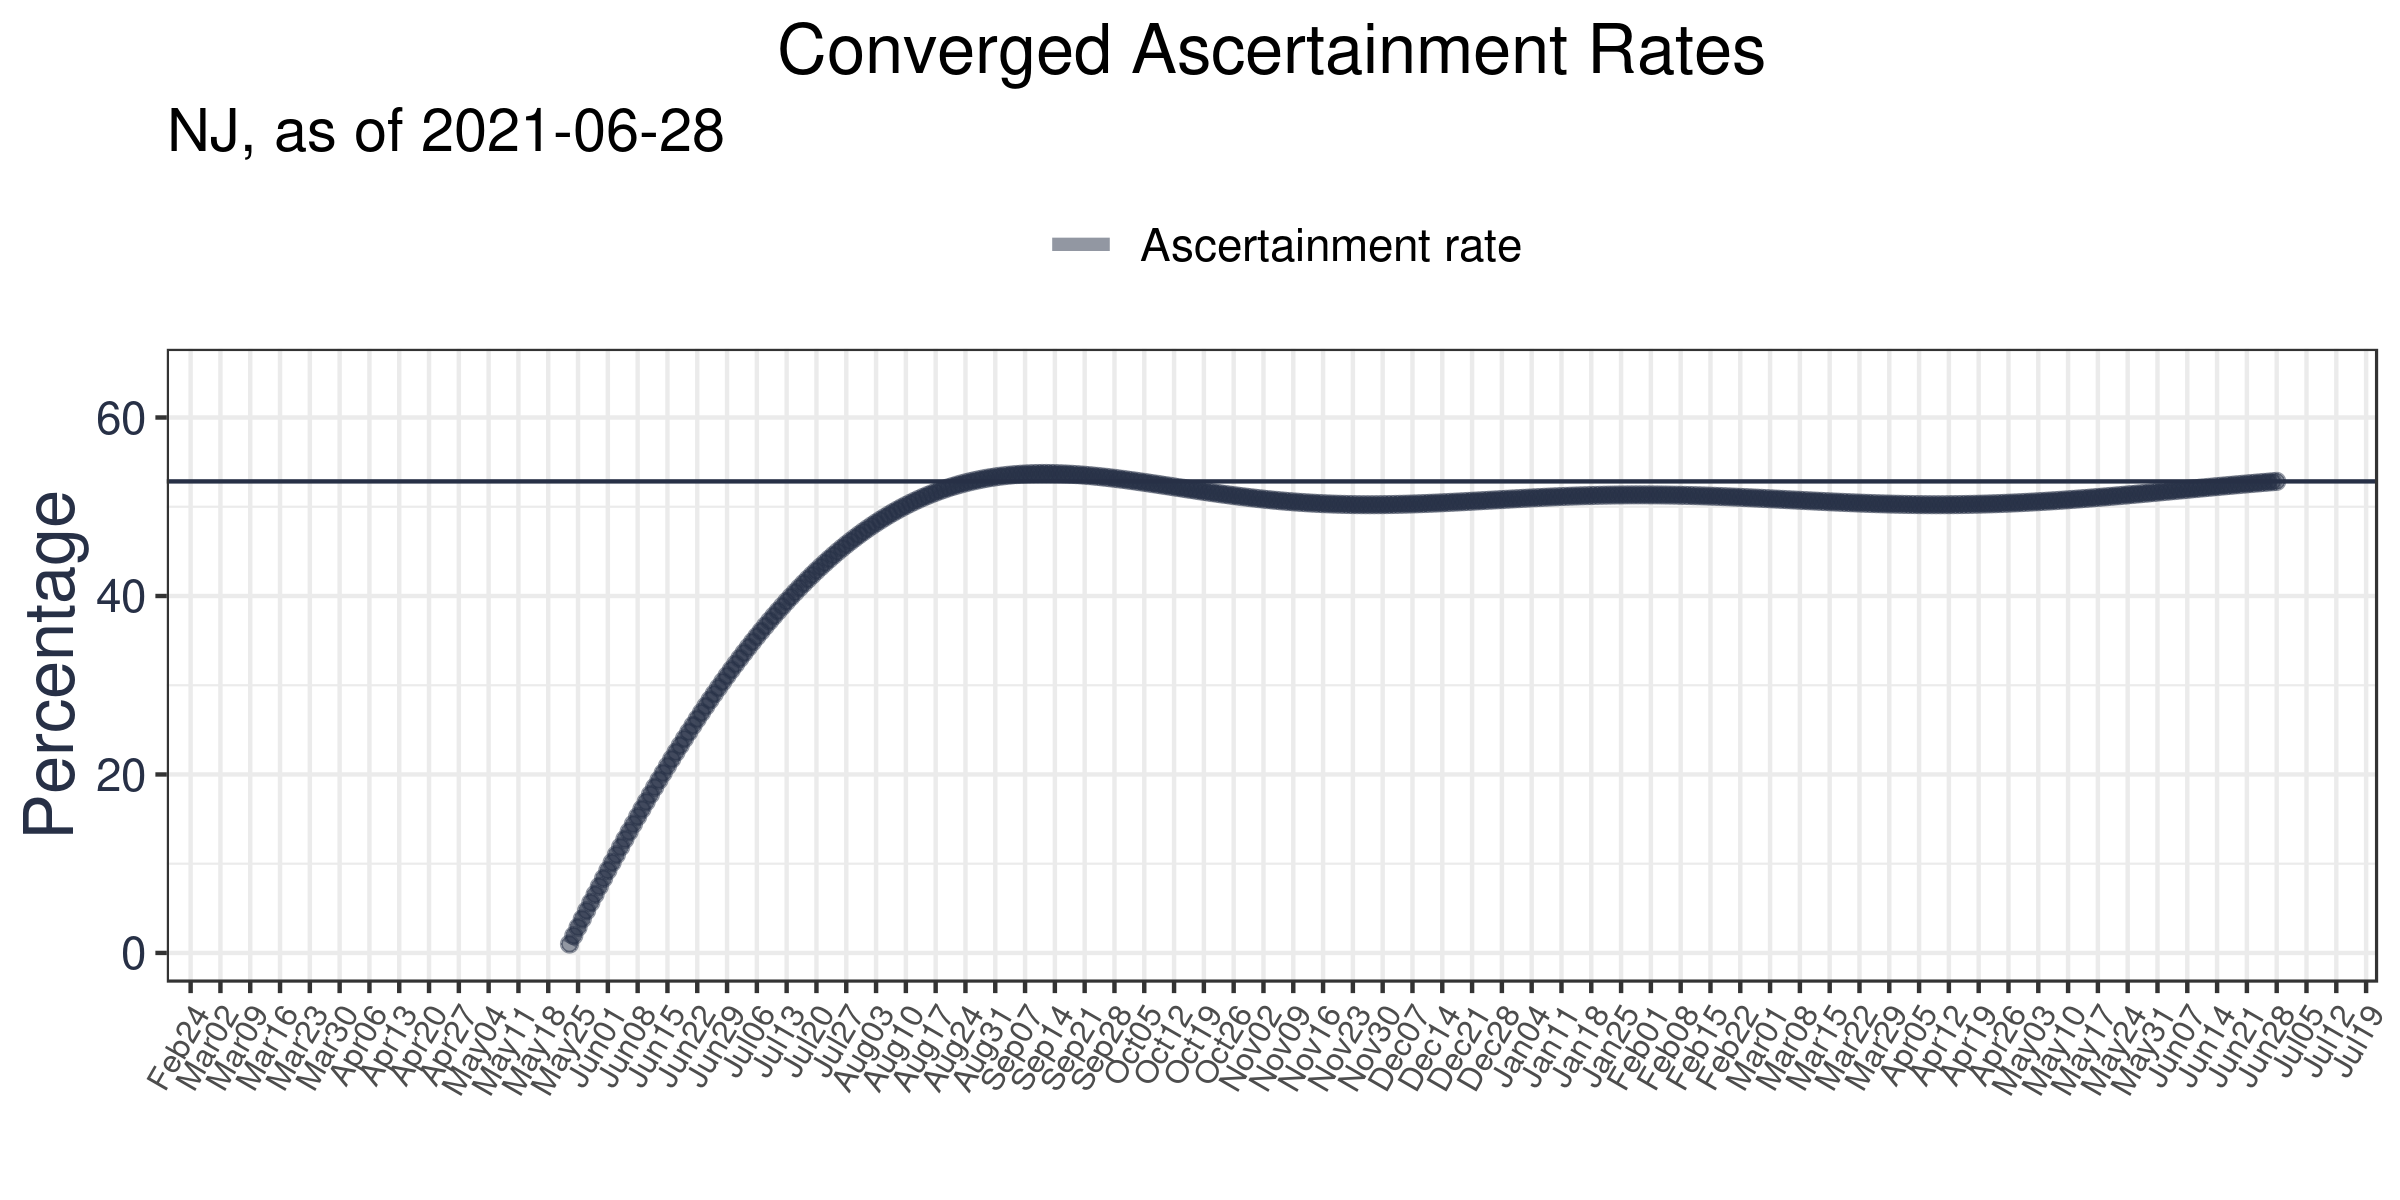 Converged Ascertainment Rates
NJ, as of 2021-06-28
Ascertainment rate
Percentage
60
40
20
0
Feb24 Mar02 Mar09 Mar16 Mar23 Mar30 Apr06 Apr13 Apr20 Apr27 May04 May11 May18 May25 Jun01 Jun08 Jun15 Jun22 Jun29 Jul06 Jul13 Jul20 Jul27 Aug03 Aug10 Aug17 Aug24 Aug31 Sep07 Sep14 Sep21 Sep28 Oct05 Oct12 Oct19 Oct26 Nov02 Nov09 Nov16 Nov23 Nov30 Dec07 Dec14 Dec21 Dec28 Jan04 Jan11 Jan18 Jan25 Feb01 Feb08 Feb15 Feb22 Mar01 Mar08 Mar15 Mar22 Mar29 Apr05 Apr12 Apr19 Apr26 May03 May10 May17 May24 May31 Jun07 Jun14 Jun21 Jun28 Jul05 Jul12 Jul19